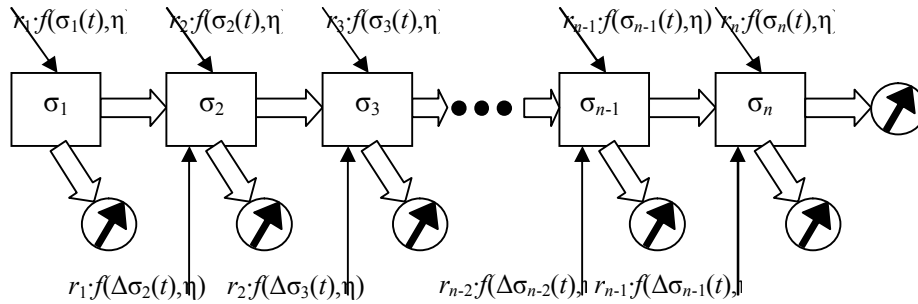 r₁·f(σ₁(t),η) r₂·f(σ₂(t),η) r₃·f(σ₃(t),η) rₙ₋₁·f(σₙ₋₁(t),η) rₙ·f(σₙ(t),η)
σ₁ σ₂ σ₃ σₙ₋₁ σₙ
r₁·f(Δσ₂(t),η) r₂·f(Δσ₃(t),η) rₙ₋₂·f(Δσₙ₋₂(t), rₙ₋₁·f(Δσₙ₋₁(t),